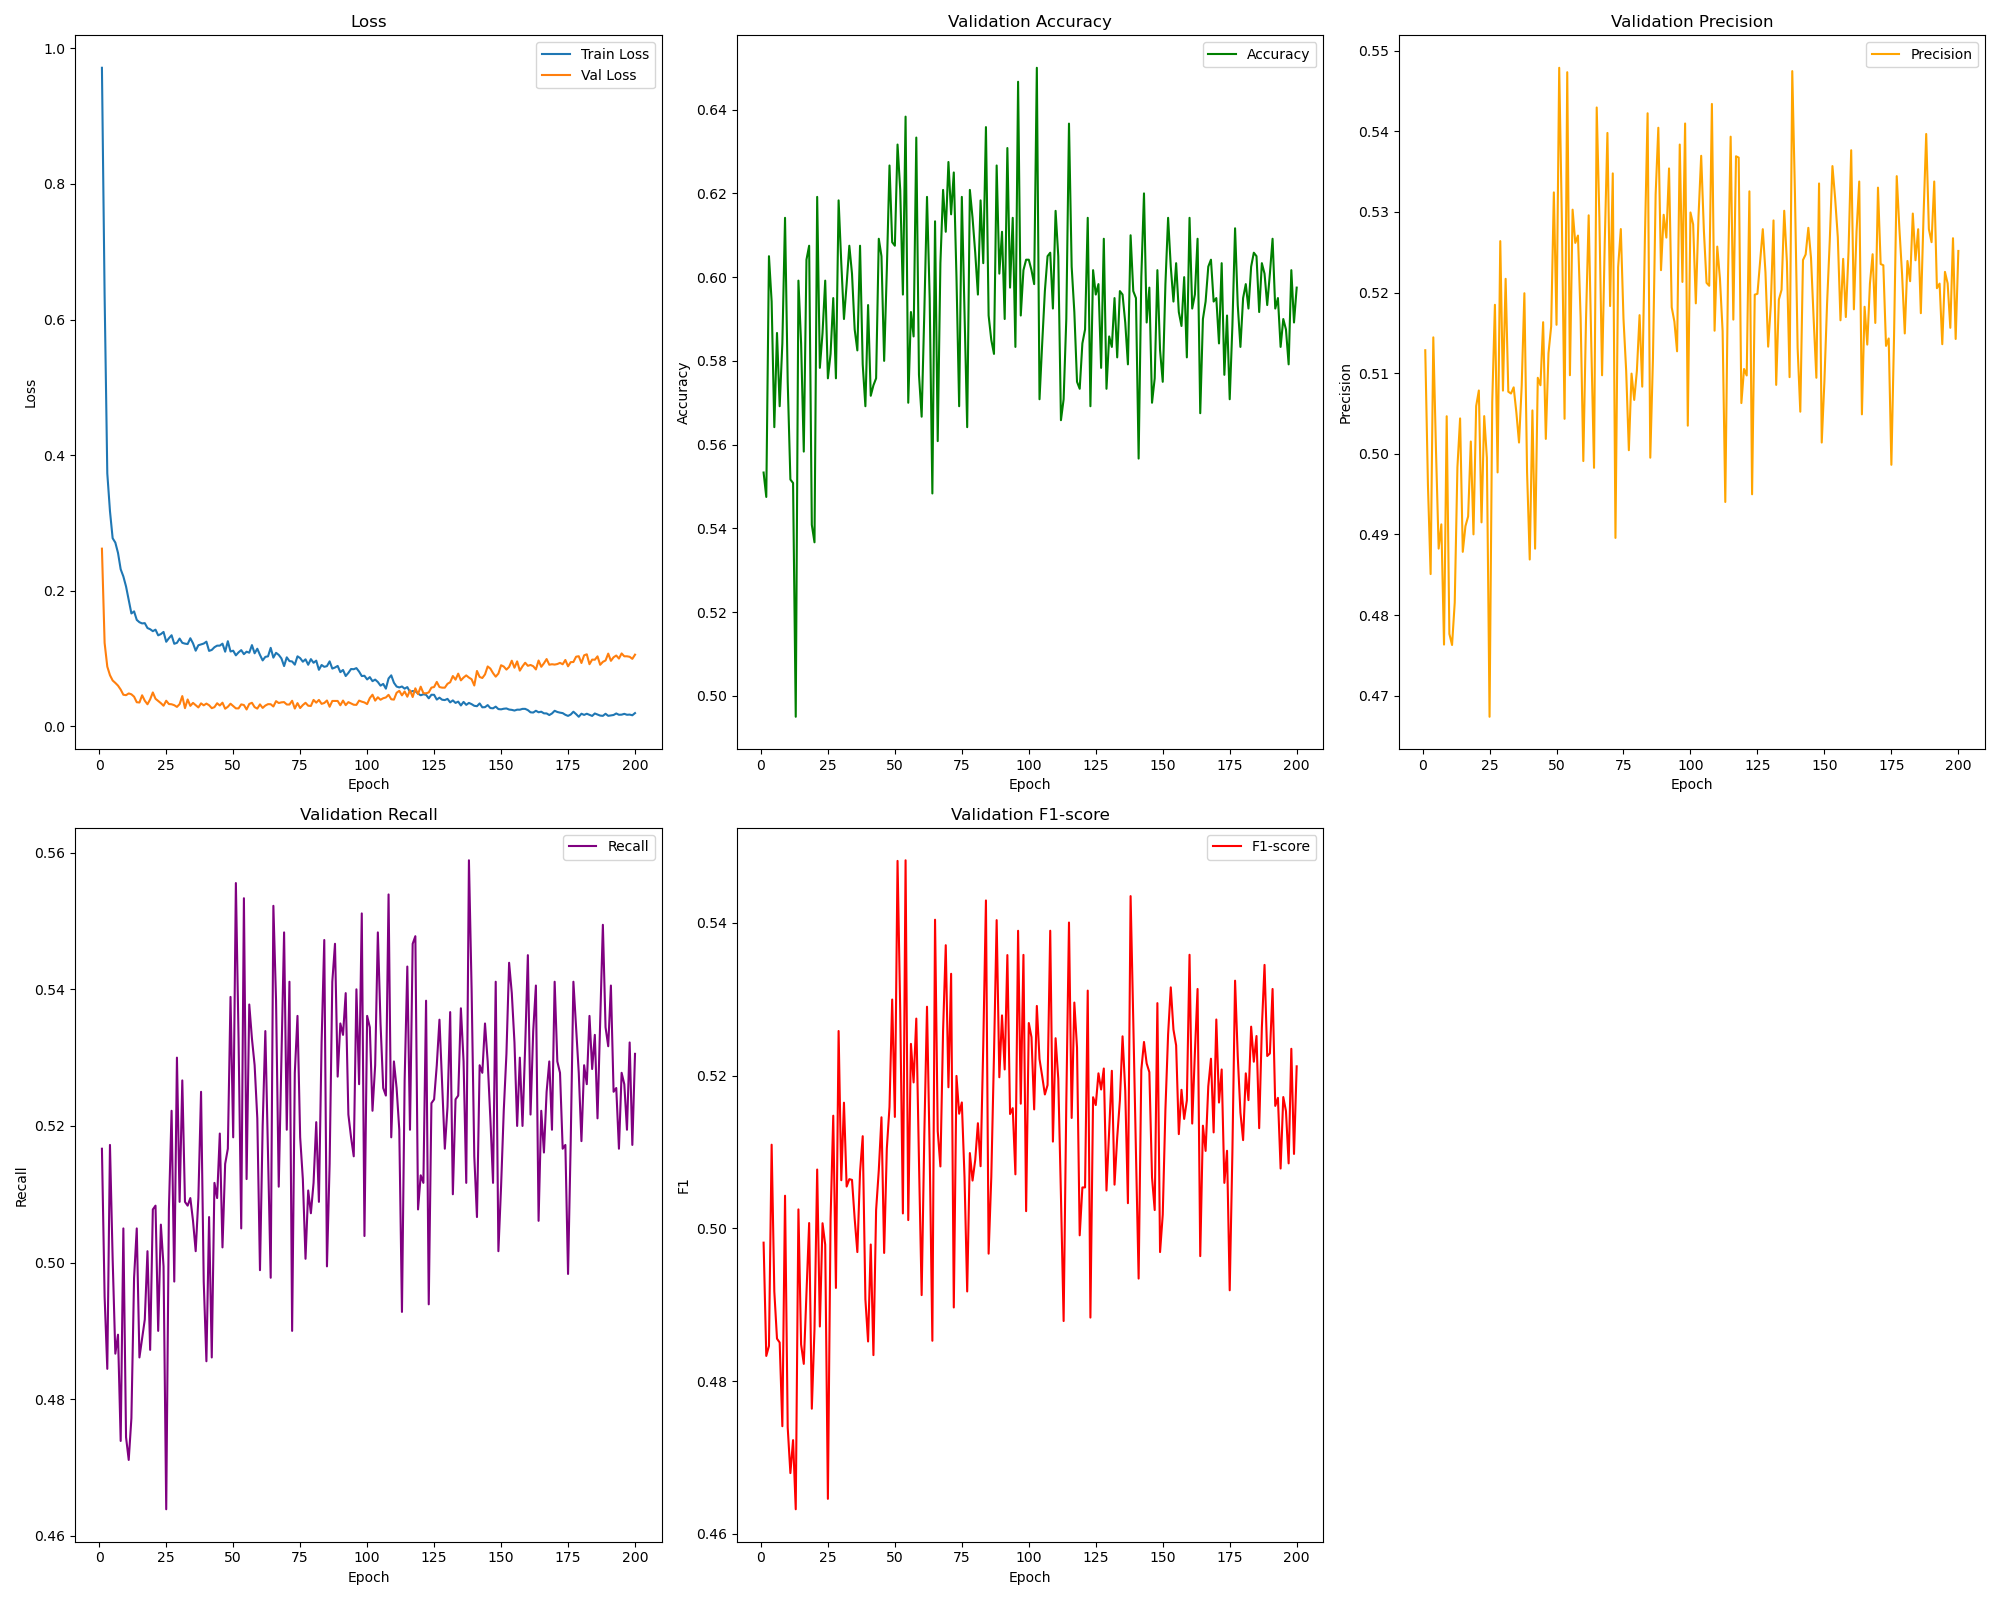 Loss
Train Loss
Val Loss
1.0
0.8
0.6
0.4
0.2
0.0
Loss
0 25 50 75 100 125 150 175 200
Epoch
Validation Accuracy
Accuracy
0.64
0.62
0.60
0.58
0.56
0.54
0.52
0.50
Accuracy
0 25 50 75 100 125 150 175 200
Epoch
Validation Precision
Precision
0.55
0.54
0.53
0.52
0.51
0.50
0.49
0.48
0.47
Precision
0 25 50 75 100 125 150 175 200
Epoch
Validation Recall
Recall
0.56
0.54
0.52
0.50
0.48
0.46
Recall
0 25 50 75 100 125 150 175 200
Epoch
Validation F1-score
F1-score
0.54
0.52
0.50
0.48
0.46
F1
0 25 50 75 100 125 150 175 200
Epoch